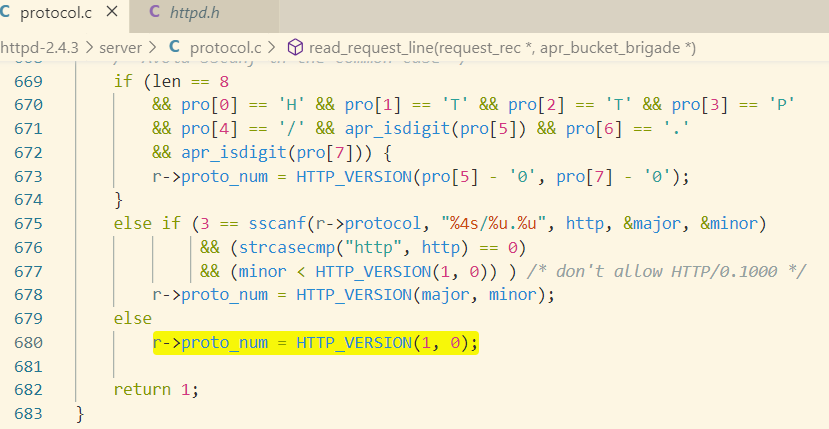 protocol.c
httpd.h
httpd-2.4.3 > server > protocol.c > read_request_line(request_rec *, apr_bucket_brigade *)
669 if (len == 8
670 && pro[0] == 'H' && pro[1] == 'T' && pro[2] == 'T' && pro[3] == 'P'
671 && pro[4] == '/' && apr_isdigit(pro[5]) && pro[6] == '.'
672 && apr_isdigit(pro[7])) {
673 r->proto_num = HTTP_VERSION(pro[5] - '0', pro[7] - '0');
674 }
675 else if (3 == sscanf(r->protocol, "%4s/%u.%u", http, &major, &minor)
676 && (strcasecmp("http", http) == 0)
677 && (minor < HTTP_VERSION(1, 0)) ) /* don't allow HTTP/0.1000 */
678 r->proto_num = HTTP_VERSION(major, minor);
679 else
680 r->proto_num = HTTP_VERSION(1, 0);
681
682 return 1;
683 }